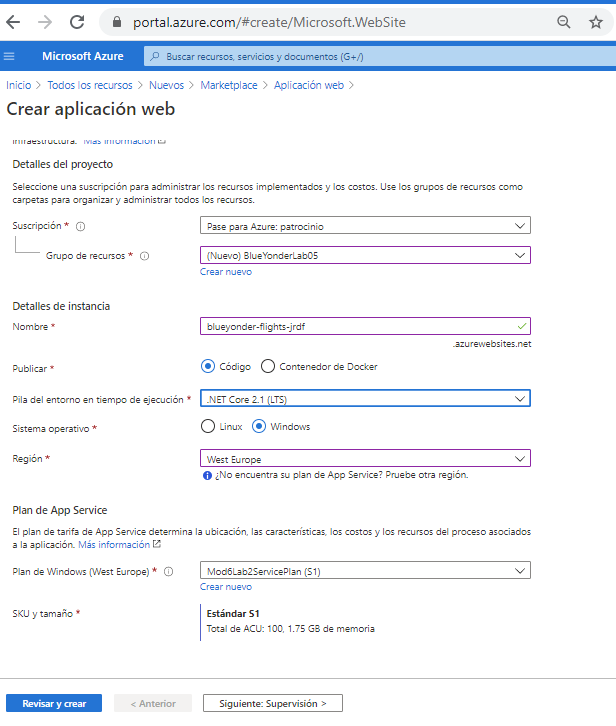 portal.azure.com/#create/Microsoft.WebSite
Microsoft Azure
Buscar recursos, servicios y documentos (G+/)
Inicio > Todos los recursos > Nuevos > Marketplace > Aplicación web >
Crear aplicación web
infraestructura. Más información
Detalles del proyecto
Seleccione una suscripción para administrar los recursos implementados y los costos. Use los grupos de recursos como
carpetas para organizar y administrar todos los recursos.
Suscripción *
Pase para Azure: patrocinio
Grupo de recursos *
(Nuevo) BlueYonderLab05
Crear nuevo
Detalles de instancia
Nombre *
blueyonder-flights-jrdf
.azurewebsites.net
Publicar *
Código
Contenedor de Docker
Pila del entorno en tiempo de ejecución *
.NET Core 2.1 (LTS)
Sistema operativo *
Linux
Windows
Región *
West Europe
¿No encuentra su plan de App Service? Pruebe otra región.
Plan de App Service
El plan de tarifa de App Service determina la ubicación, las características, los costos y los recursos del proceso asociados
a la aplicación. Más información
Plan de Windows (West Europe) *
Mod6Lab2ServicePlan (S1)
Crear nuevo
SKU y tamaño *
Estándar S1
Total de ACU: 100, 1.75 GB de memoria
Revisar y crear
< Anterior
Siguiente: Supervisión >